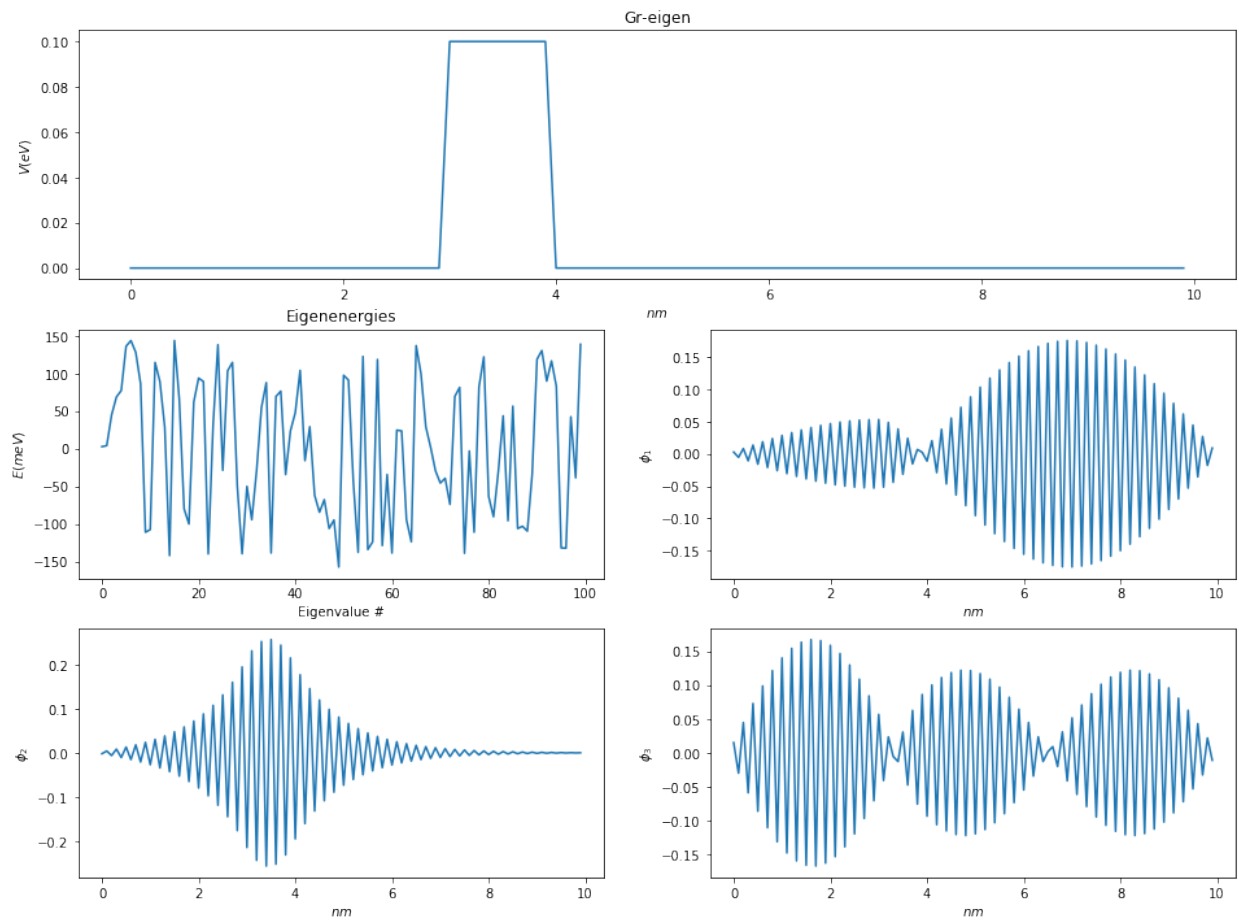 Gr-eigen
V(eV)
0.10
0.08
0.06
0.04
0.02
0.00
0 2 4 6 8 10
nm
Eigenenergies
E(meV)
150
100
50
0
−50
−100
−150
0 20 40 60 80 100
Eigenvalue #
ϕ1
0.15
0.10
0.05
0.00
−0.05
−0.10
−0.15
0 2 4 6 8 10
nm
ϕ2
0.2
0.1
0.0
−0.1
−0.2
0 2 4 6 8 10
nm
ϕ3
0.15
0.10
0.05
0.00
−0.05
−0.10
−0.15
0 2 4 6 8 10
nm